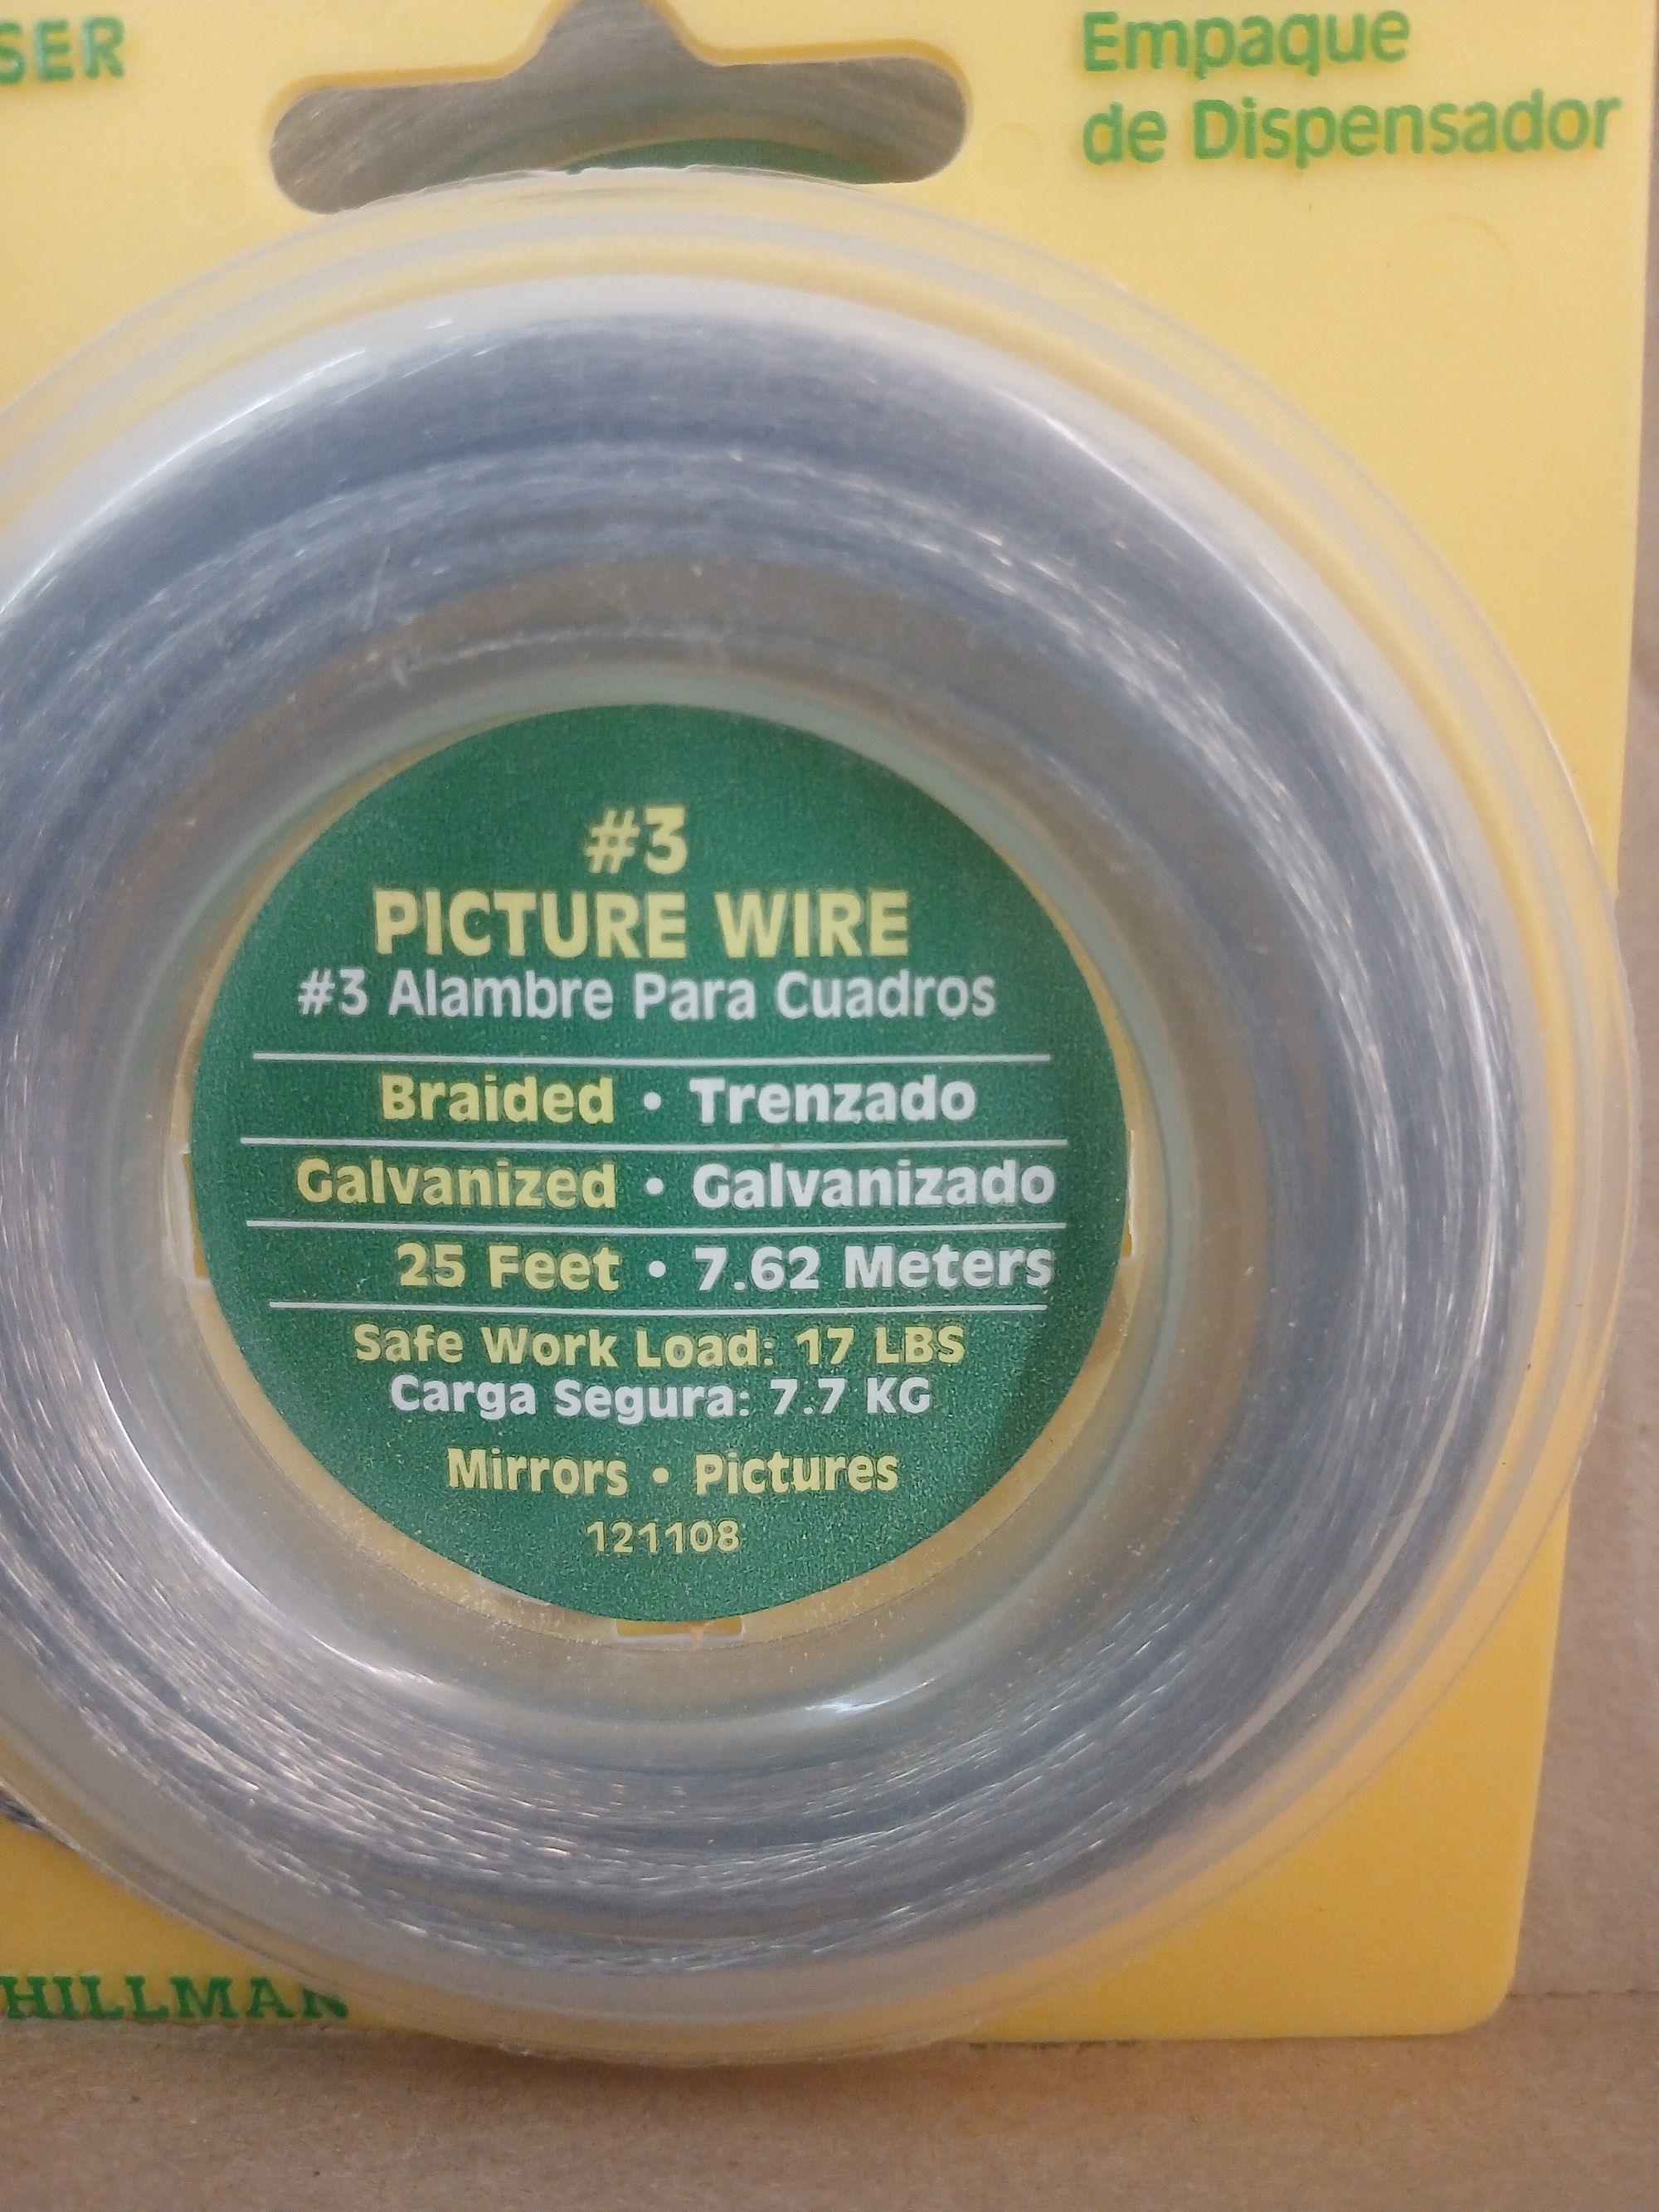 SER
Empaque
de Dispensador
#3
PICTURE WIRE
#3 Alambre Para Cuadros
Braided • Trenzado
Galvanized • Galvanizado
25 Feet • 7.62 Meters
Safe Work Load: 17 LBS
Carga Segura: 7.7 KG
Mirrors • Pictures
121108
HILLMAN